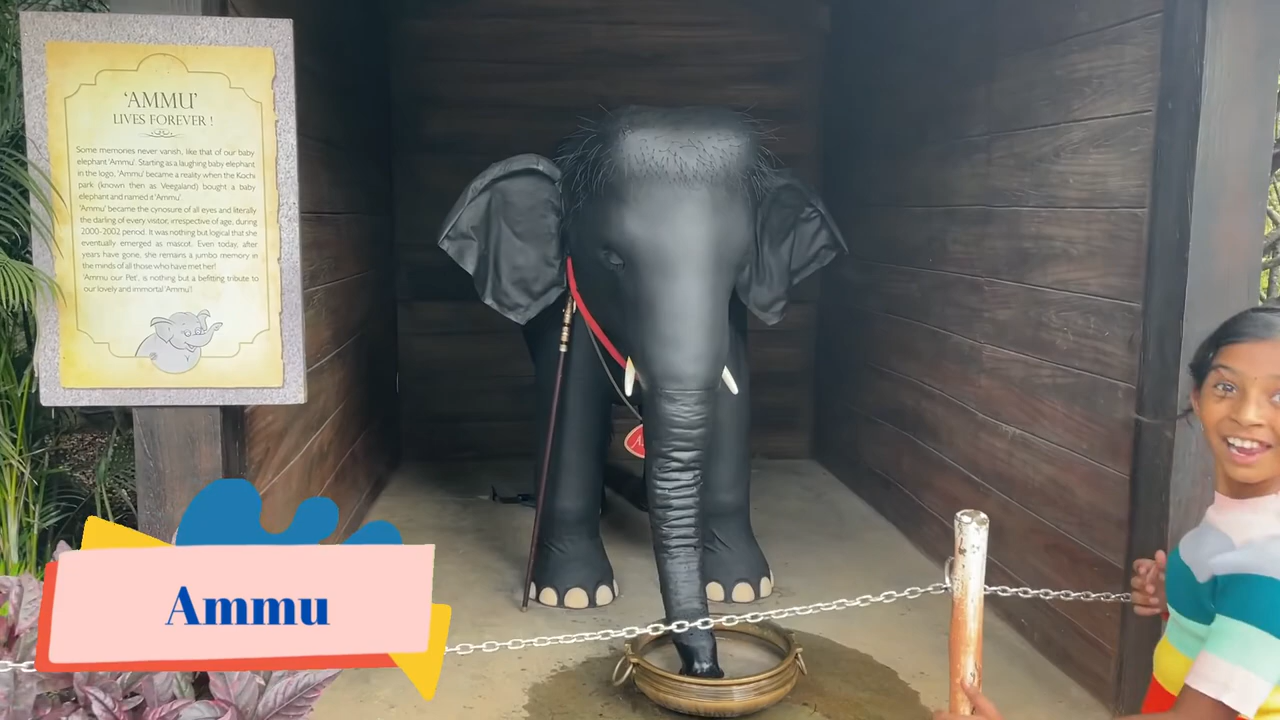 'AMMU'
LIVES FOREVER !
Some memories never vanish, like that of our baby
elephant 'Ammu'. Starting as a laughing baby elephant
in the logo, 'Ammu' became a reality when the Kochi
park (known then as Veegaland) bought a baby
elephant and named it 'Ammu'
'Ammu' became the cynosure of all eyes and literally
the darling of every visitor, irrespective of age, during
2000-2002 period. It was nothing but logical that she
eventually emerged as mascot. Even today, after
years have gone, she remains a jumbo memory in
the minds of all those who have met her!
'Ammu our Pet', is nothing but a befitting tribute to
our lovely and immortal 'Ammu'!
Ammu